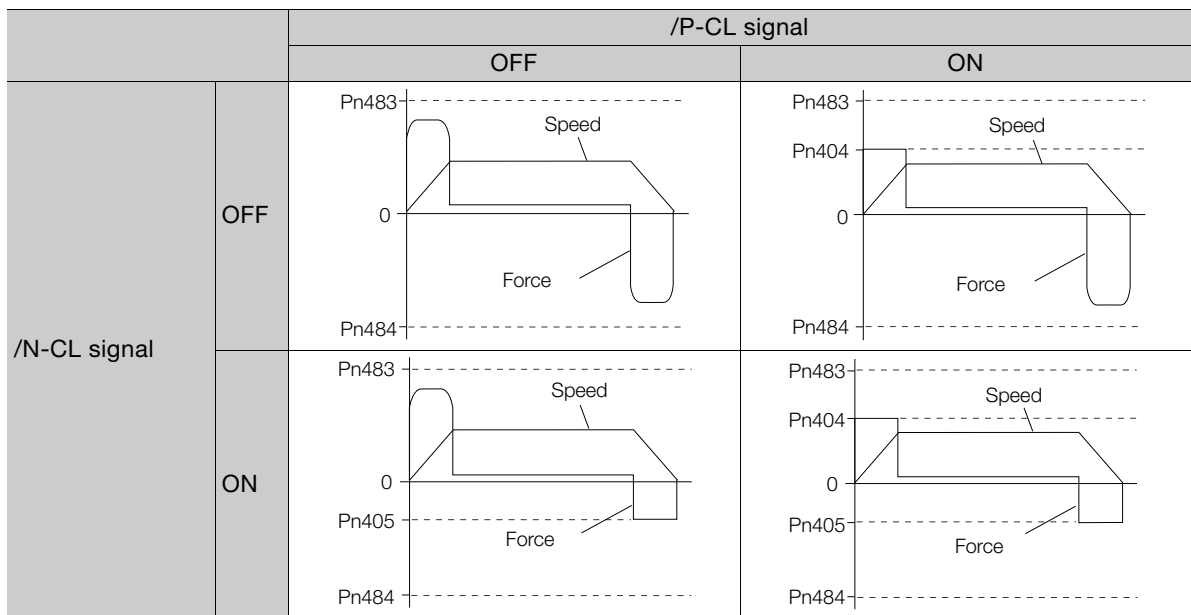 /P-CL signal
OFF
ON
/N-CL signal
OFF
Pn483
Speed
0
Force
Pn484
Pn483
Pn404
Speed
0
Force
Pn484
ON
Pn483
Speed
0
Pn405
Force
Pn484
Pn483
Pn404
Speed
0
Pn405
Force
Pn484